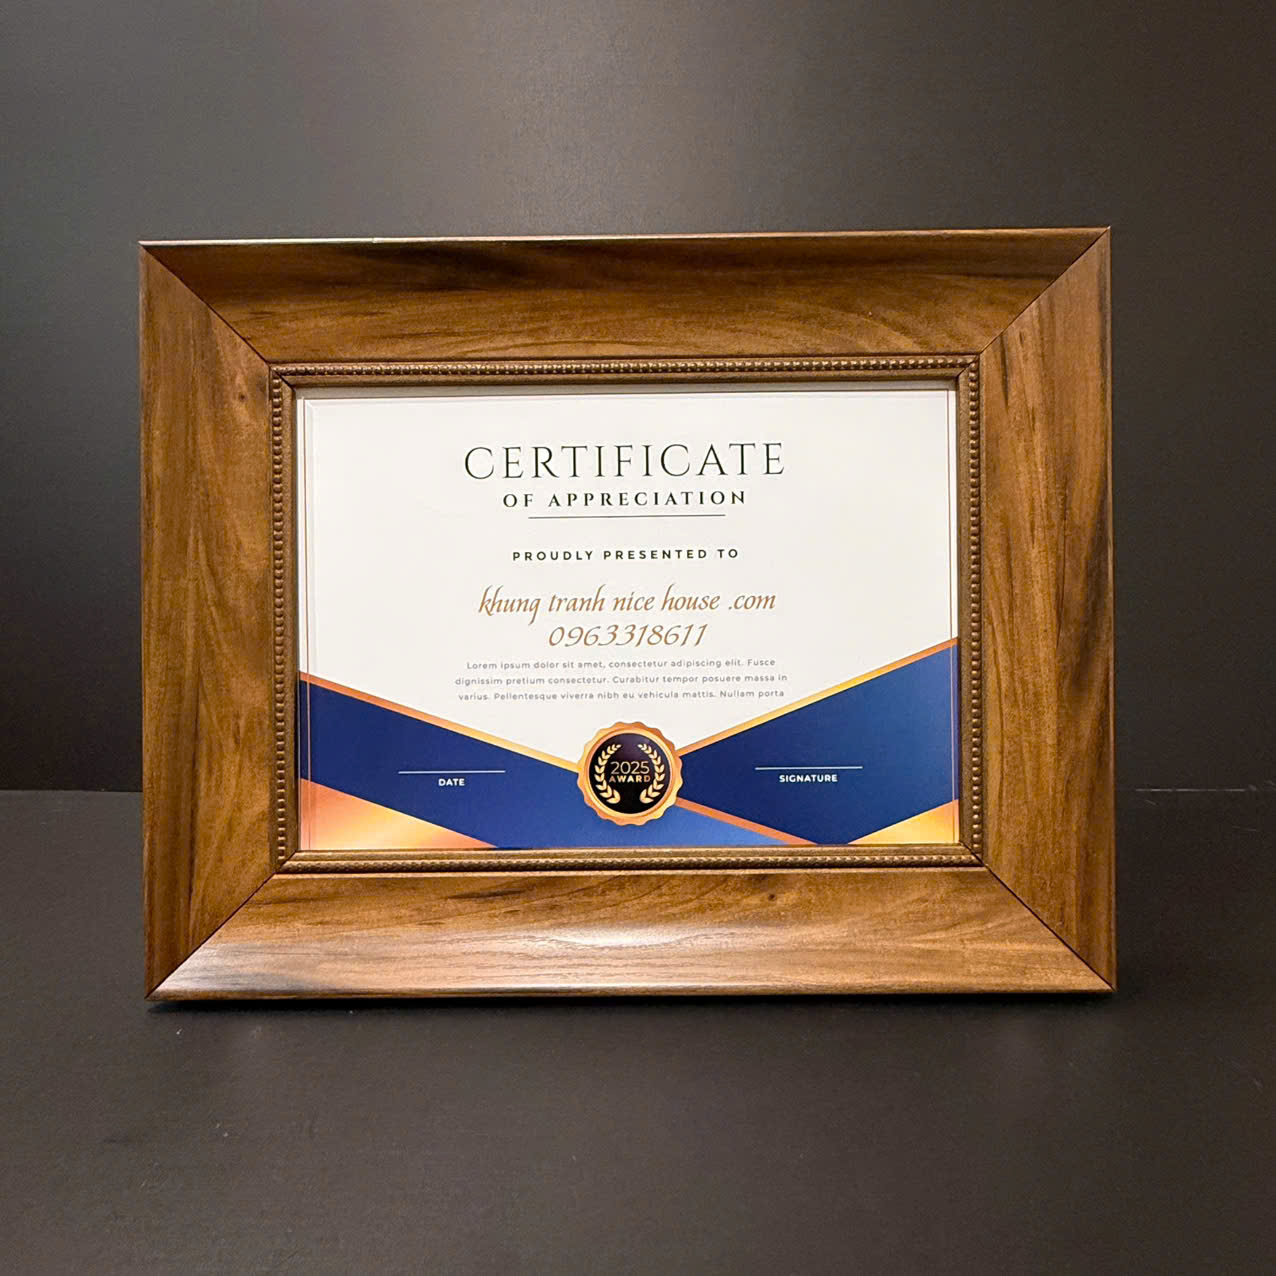 CERTIFICATE
OF APPRECIATION
PROUDLY PRESENTED TO
khung tranh nice house .com
0963318611
Lorem ipsum dolor sit amet, consectetur adipiscing elit. Fusce
dignissim pretium consectetur. Curabitur tempor posuere massa in
varius. Pellentesque viverra nibh eu vehicula mattis. Nullam porta
2025
AWARD
DATE
SIGNATURE